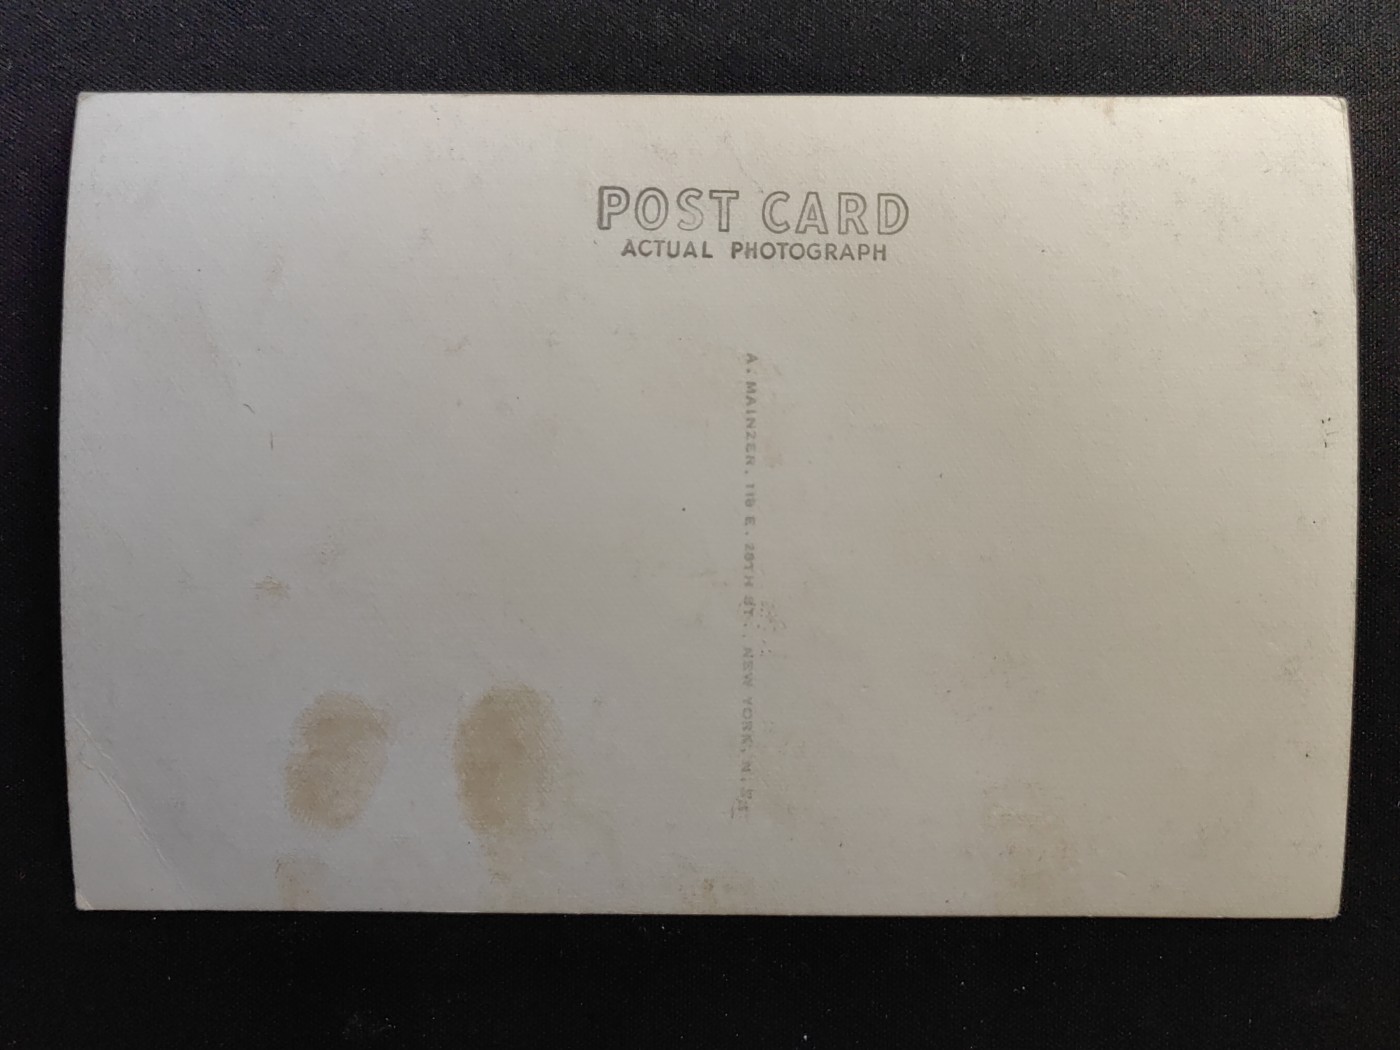 POST CARD
ACTUAL PHOTOGRAPH
A. MAINZER, 118 E. 28TH ST., NEW YORK, N.Y.